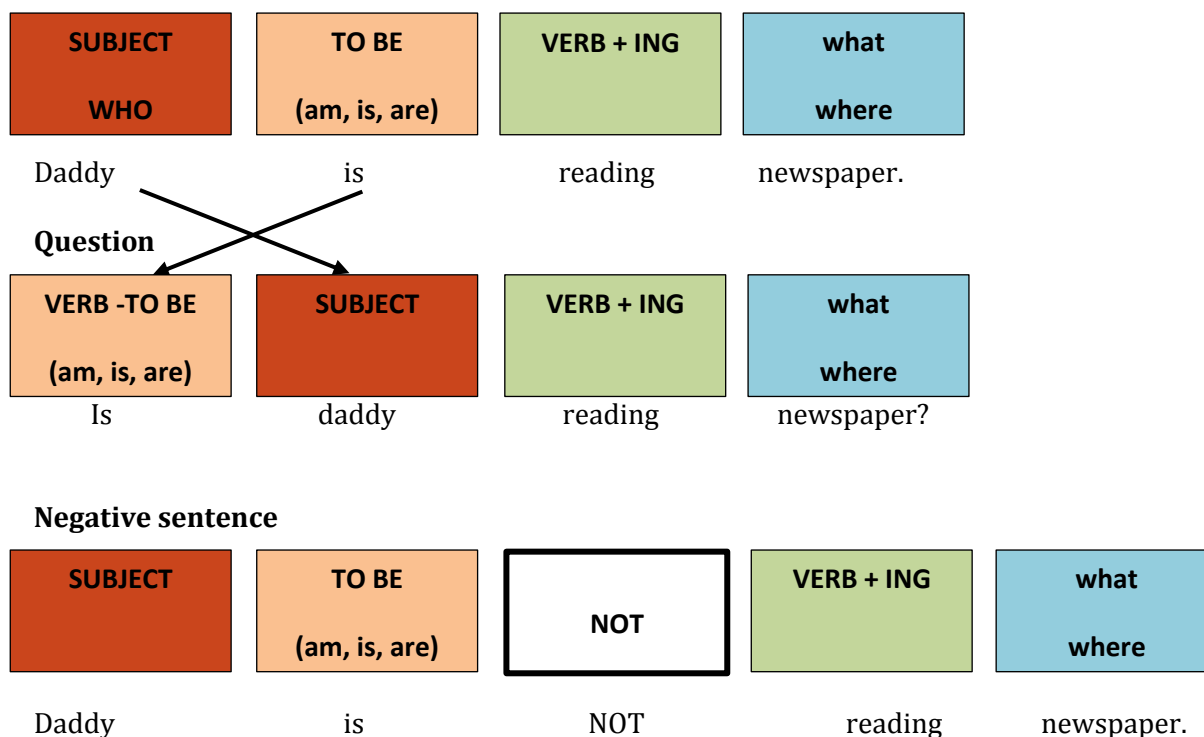 SUBJECT TO BE VERB + ING what
WHO (am, is, are) where
Daddy is reading newspaper.
Question
VERB -TO BE SUBJECT VERB + ING what
(am, is, are) where
Is daddy reading newspaper?
Negative sentence
SUBJECT TO BE VERB + ING what
NOT
(am, is, are) where
Daddy is NOT reading newspaper.